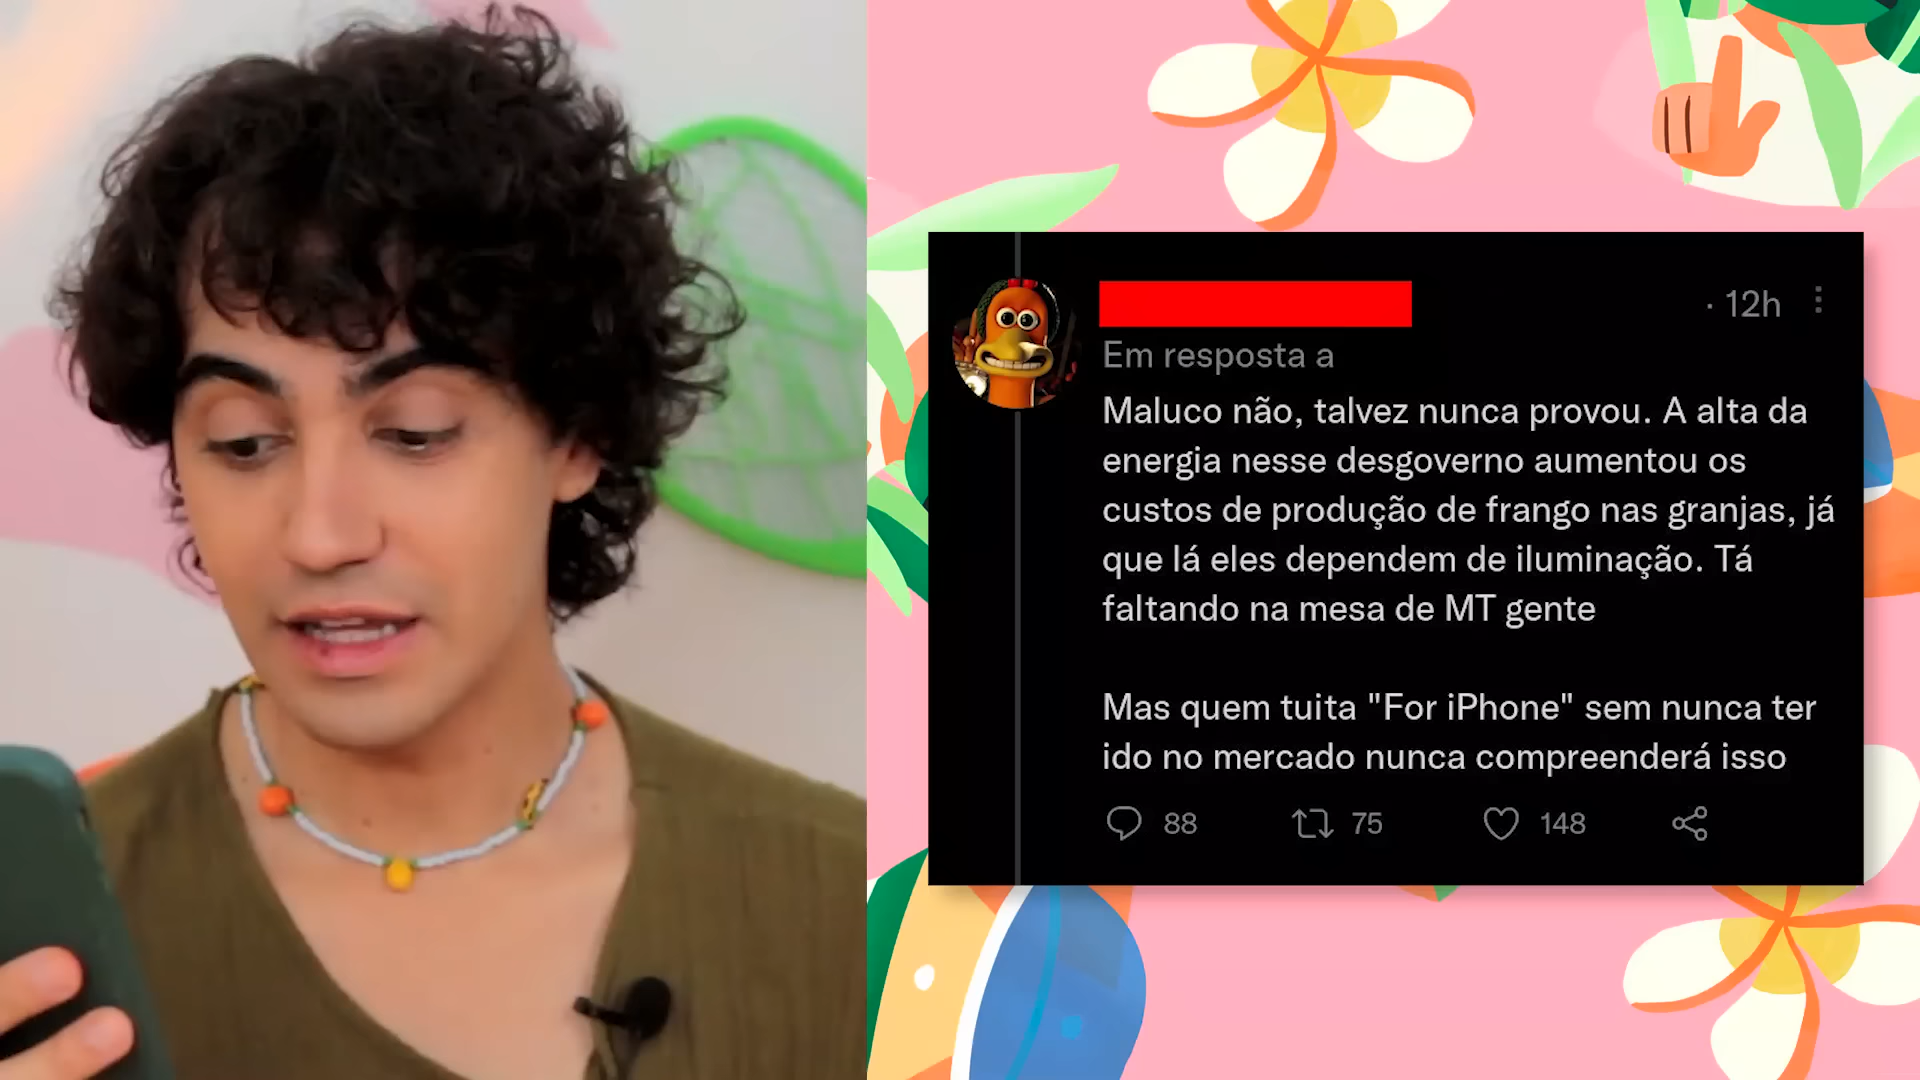 · 12h
Em resposta a
Maluco não, talvez nunca provou. A alta da
energia nesse desgoverno aumentou os
custos de produção de frango nas granjas, já
que lá eles dependem de iluminação. Tá
faltando na mesa de MT gente
Mas quem tuita "For iPhone" sem nunca ter
ido no mercado nunca compreenderá isso
88 75 148